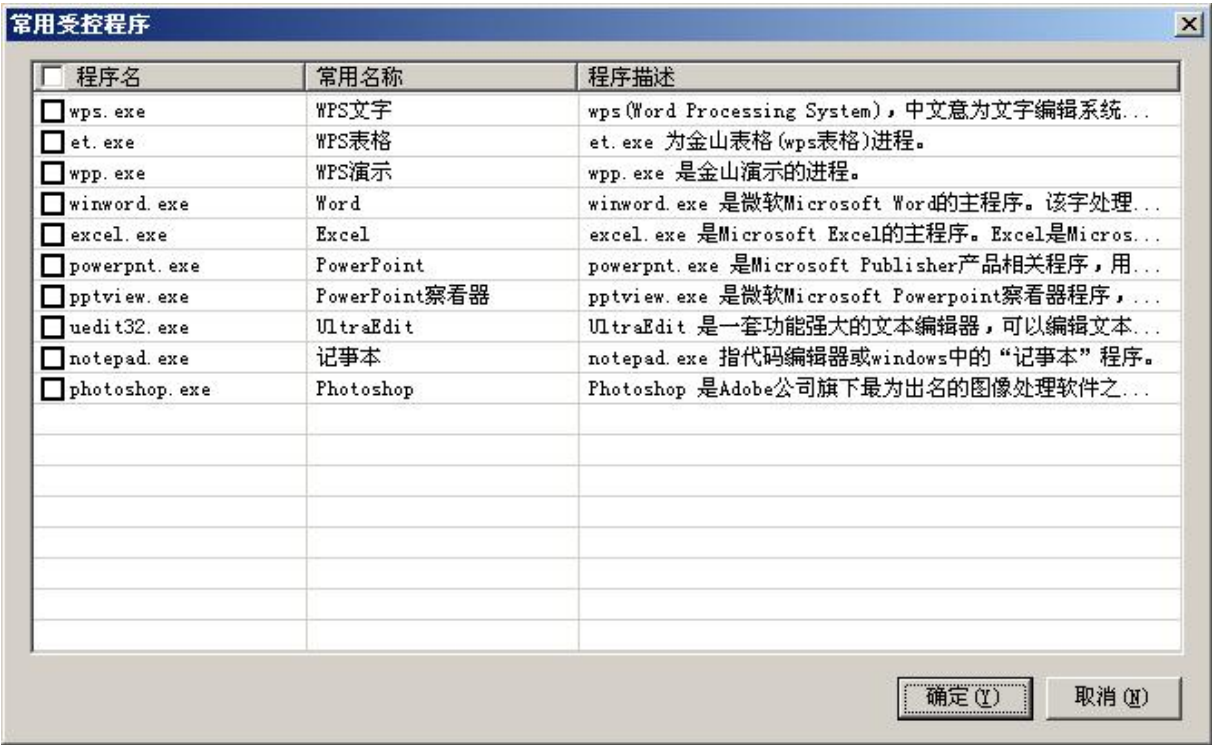 常用受控程序
程序名 常用名称 程序描述
wps.exe WPS文字 wps(Word Processing System)，中文意为文字编辑系统...
et.exe WPS表格 et.exe 为金山表格(wps表格)进程。
wpp.exe WPS演示 wpp.exe 是金山演示的进程。
winword.exe Word winword.exe 是微软Microsoft Word的主程序。该字处理...
excel.exe Excel excel.exe 是Microsoft Excel的主程序。Excel是Micros...
powerpnt.exe PowerPoint powerpnt.exe 是Microsoft Publisher产品相关程序，用...
pptview.exe PowerPoint察看器 pptview.exe 是微软Microsoft Powerpoint察看器程序，...
uedit32.exe UltraEdit UltraEdit 是一套功能强大的文本编辑器，可以编辑文本...
notepad.exe 记事本 notepad.exe 指代码编辑器或windows中的“记事本”程序。
photoshop.exe Photoshop Photoshop 是Adobe公司旗下最为出名的图像处理软件之...
确定(Y) 取消(N)